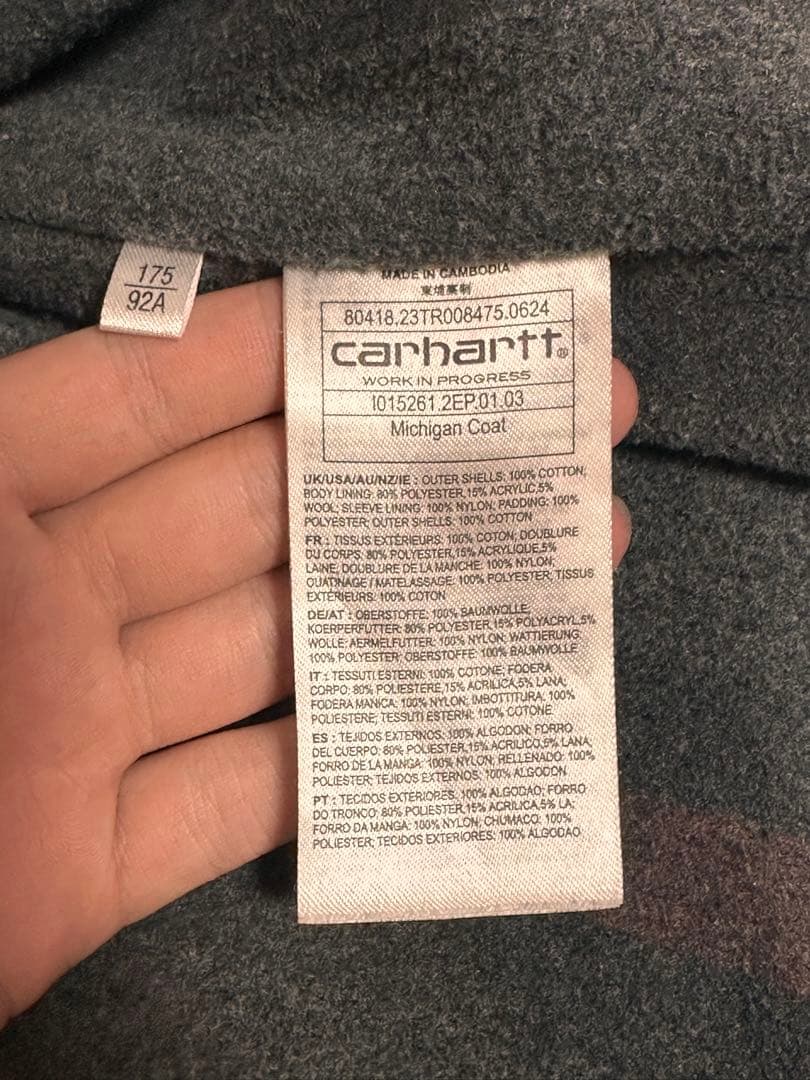 175
92A
MADE IN CAMBODIA
柬埔寨制
80418.23TR008475.0624
carhartt®
WORK IN PROGRESS
I015261.2EP.01.03
Michigan Coat
UK/USA/AU/NZ/IE : OUTER SHELLS: 100% COTTON;
BODY LINING: 80% POLYESTER,15% ACRYLIC,5%
WOOL; SLEEVE LINING: 100% NYLON; PADDING: 100%
POLYESTER; OUTER SHELLS: 100% COTTON
FR : TISSUS EXTÉRIEURS: 100% COTON; DOUBLURE
DU CORPS: 80% POLYESTER,15% ACRYLIQUE,5%
LAINE; DOUBLURE DE LA MANCHE: 100% NYLON;
OUATINAGE / MATELASSAGE: 100% POLYESTER; TISSUS
EXTÉRIEURS: 100% COTON
DE/AT : OBERSTOFFE: 100% BAUMWOLLE;
KOERPERFUTTER: 80% POLYESTER,15% POLYACRYL,5%
WOLLE; AERMELFUTTER: 100% NYLON; WATTIERUNG:
100% POLYESTER; OBERSTOFFE: 100% BAUMWOLLE
IT : TESSUTI ESTERNI: 100% COTONE; FODERA
CORPO: 80% POLIESTERE,15% ACRILICA,5% LANA;
FODERA MANICA: 100% NYLON; IMBOTTITURA: 100%
POLIESTERE; TESSUTI ESTERNI: 100% COTONE
ES : TEJIDOS EXTERNOS: 100% ALGODON; FORRO
DEL CUERPO: 80% POLIESTER,15% ACRILICO,5% LANA;
FORRO DE LA MANGA: 100% NYLON; RELLENADO: 100%
POLIESTER; TEJIDOS EXTERNOS: 100% ALGODON
PT : TECIDOS EXTERIORES: 100% ALGODAO; FORRO
DO TRONCO: 80% POLIESTER,15% ACRILICA,5% LA;
FORRO DA MANGA: 100% NYLON; CHUMACO: 100%
POLIESTER; TECIDOS EXTERIORES: 100% ALGODAO